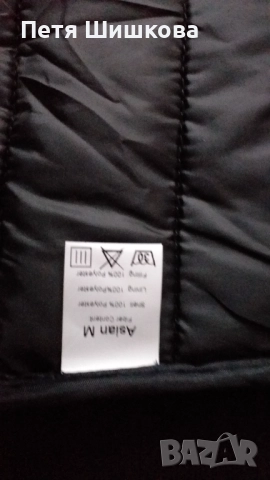 Петя Шишкова
Asian M
Fiber Content
Shell: 100% Polyester
Lining: 100%Polyester
Filling: 100% Polyester
30
BAZAR